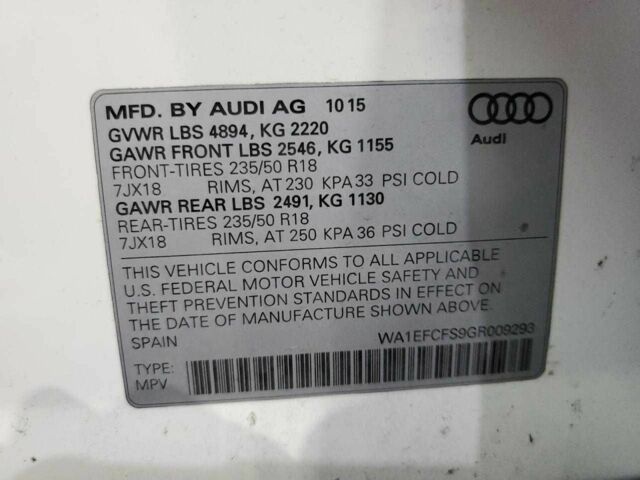 MFD. BY AUDI AG 10 15
GVWR LBS 4894, KG 2220
GAWR FRONT LBS 2546, KG 1155
FRONT-TIRES 235/50 R18
7JX18 RIMS, AT 230 KPA 33 PSI COLD
GAWR REAR LBS 2491, KG 1130
REAR-TIRES 235/50 R18
7JX18 RIMS, AT 250 KPA 36 PSI COLD
Audi
THIS VEHICLE CONFORMS TO ALL APPLICABLE
U.S. FEDERAL MOTOR VEHICLE SAFETY AND
THEFT PREVENTION STANDARDS IN EFFECT ON
THE DATE OF MANUFACTURE SHOWN ABOVE.
SPAIN WA1EFCFS9GR009293
TYPE:
MPV